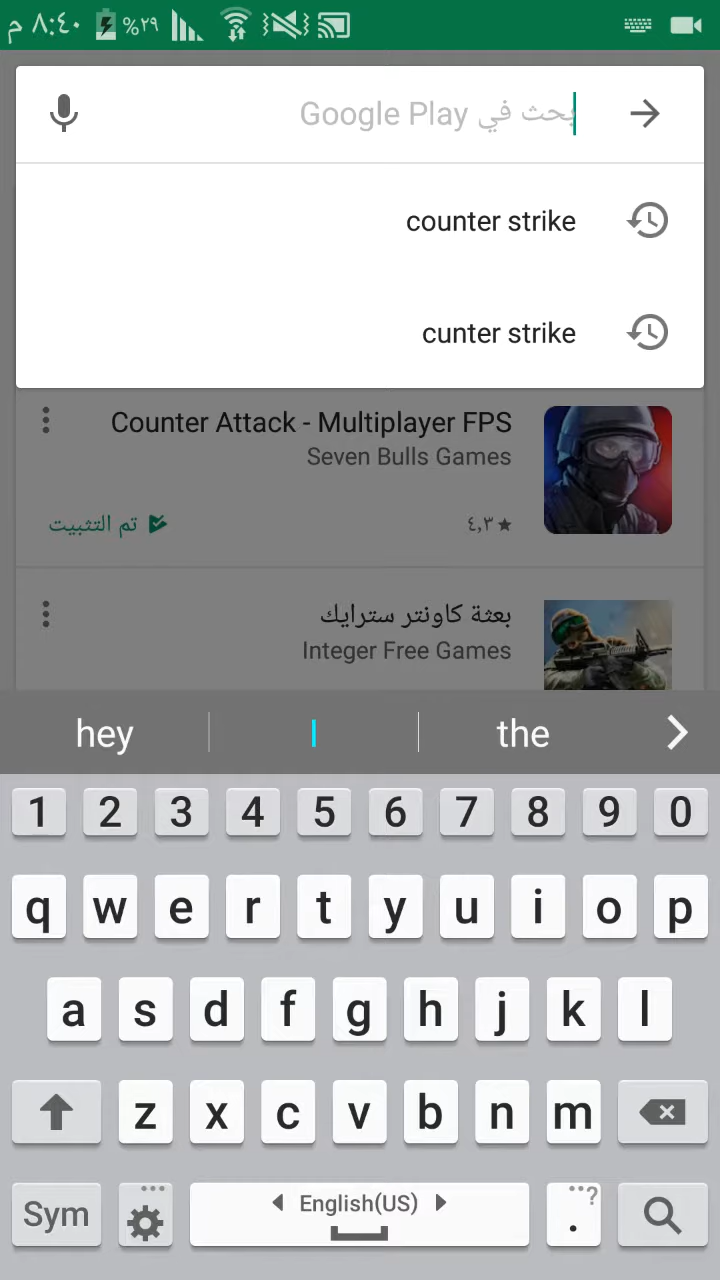 ٨:٤٠ م
%٢٩
بحث في Google Play
counter strike
cunter strike
Counter Attack - Multiplayer FPS
Seven Bulls Games
٤,٣
تم التثبيت
بعثة كاونتر سترايك
Integer Free Games
hey
I
the
1 2 3 4 5 6 7 8 9 0
q w e r t y u i o p
a s d f g h j k l
z x c v b n m
Sym
English(US)
. ?